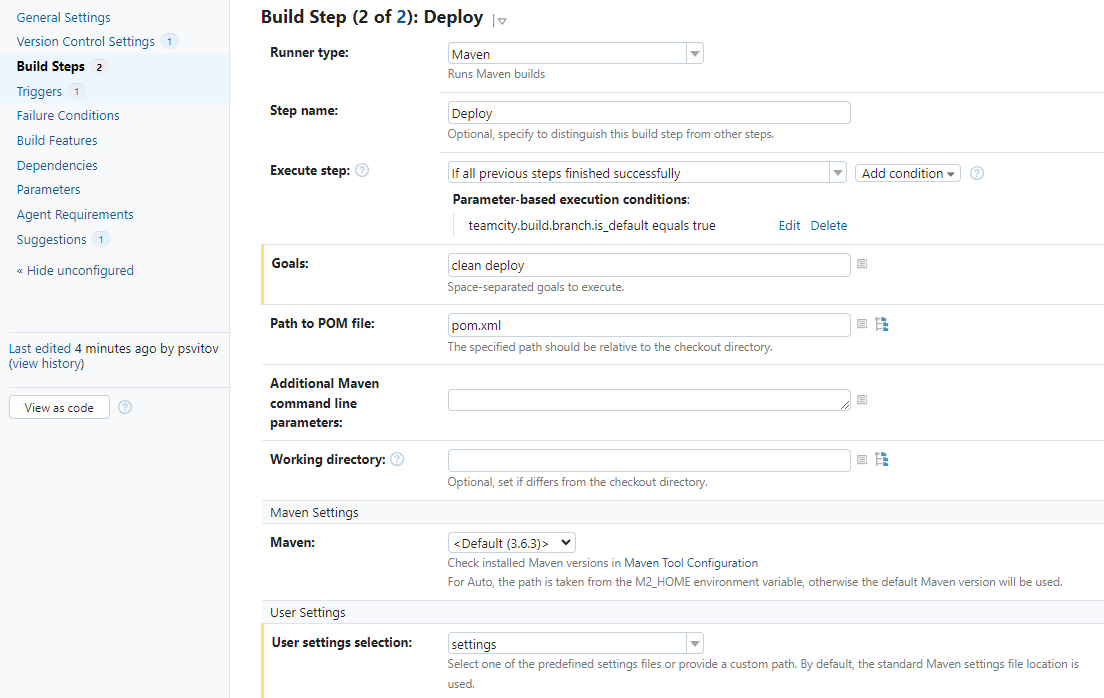 General Settings
Version Control Settings 1
Build Steps 2
Triggers 1
Failure Conditions
Build Features
Dependencies
Parameters
Agent Requirements
Suggestions 1
« Hide unconfigured
Last edited 4 minutes ago by psvitov
(view history)
View as code ?
Build Step (2 of 2): Deploy
Runner type:
Maven
Runs Maven builds
Step name:
Deploy
Optional, specify to distinguish this build step from other steps.
Execute step: ?
If all previous steps finished successfully
Add condition ?
Parameter-based execution conditions:
teamcity.build.branch.is_default equals true Edit Delete
Goals:
clean deploy
Space-separated goals to execute.
Path to POM file:
pom.xml
The specified path should be relative to the checkout directory.
Additional Maven
command line
parameters:
Working directory: ?
Optional, set if differs from the checkout directory.
Maven Settings
Maven:
<Default (3.6.3)>
Check installed Maven versions in Maven Tool Configuration
For Auto, the path is taken from the M2_HOME environment variable, otherwise the default Maven version will be used.
User Settings
User settings selection:
settings
Select one of the predefined settings files or provide a custom path. By default, the standard Maven settings file location is
used.